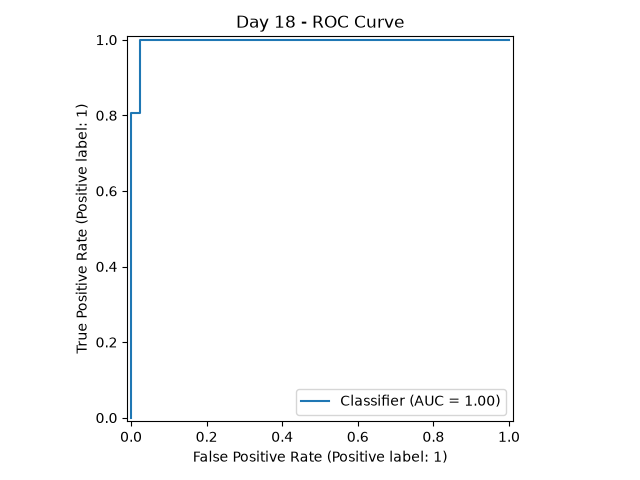 Day 18 - ROC Curve
True Positive Rate (Positive label: 1)
1.0
0.8
0.6
0.4
0.2
0.0
Classifier (AUC = 1.00)
0.0 0.2 0.4 0.6 0.8 1.0
False Positive Rate (Positive label: 1)